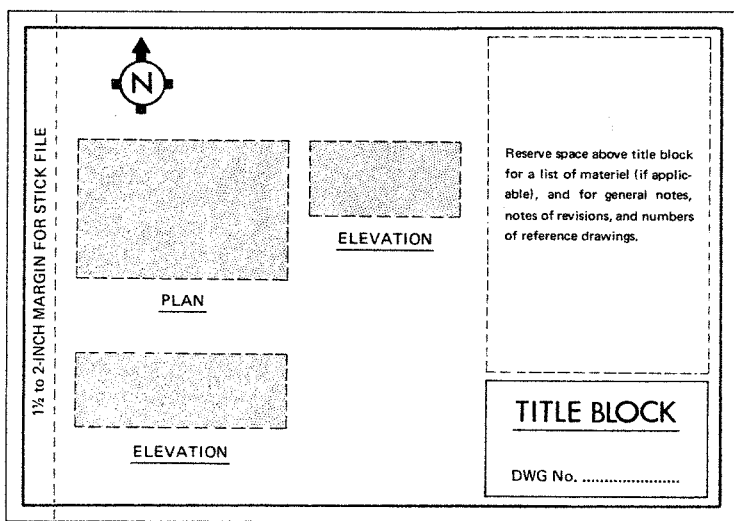 1½ to 2-INCH MARGIN FOR STICK FILE
N
PLAN
ELEVATION
ELEVATION
Reserve space above title block
for a list of materiel (if applic-
able), and for general notes,
notes of revisions, and numbers
of reference drawings.
TITLE BLOCK
DWG No. ......................